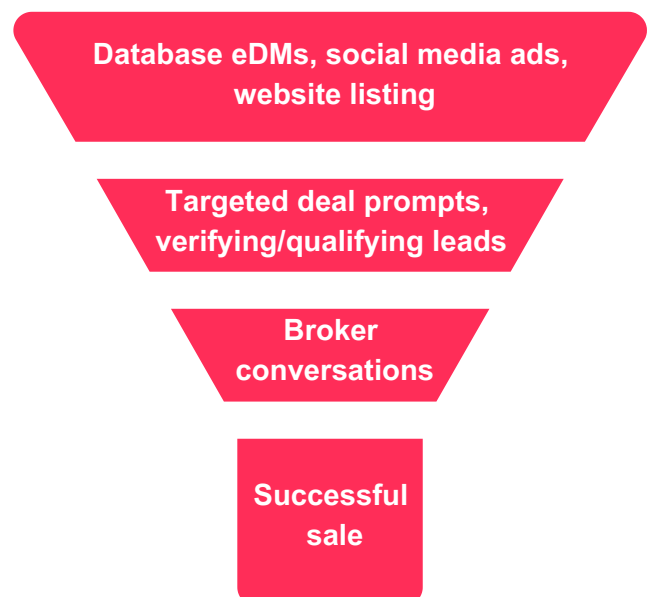 Database eDMs, social media ads,
website listing
Targeted deal prompts,
verifying/qualifying leads
Broker
conversations
Successful
sale